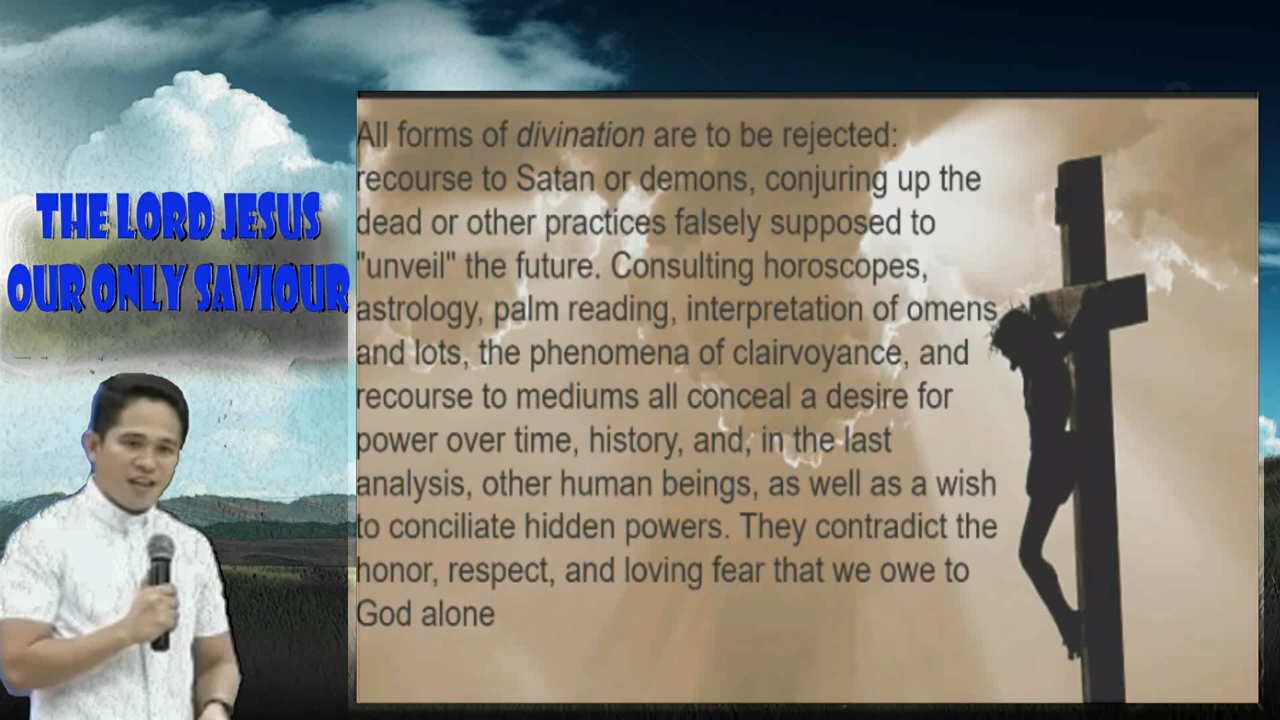 THE LORD JESUS
OUR ONLY SAVIOUR
All forms of divination are to be rejected:
recourse to Satan or demons, conjuring up the
dead or other practices falsely supposed to
"unveil" the future. Consulting horoscopes,
astrology, palm reading, interpretation of omens
and lots, the phenomena of clairvoyance, and
recourse to mediums all conceal a desire for
power over time, history, and, in the last
analysis, other human beings, as well as a wish
to conciliate hidden powers. They contradict the
honor, respect, and loving fear that we owe to
God alone